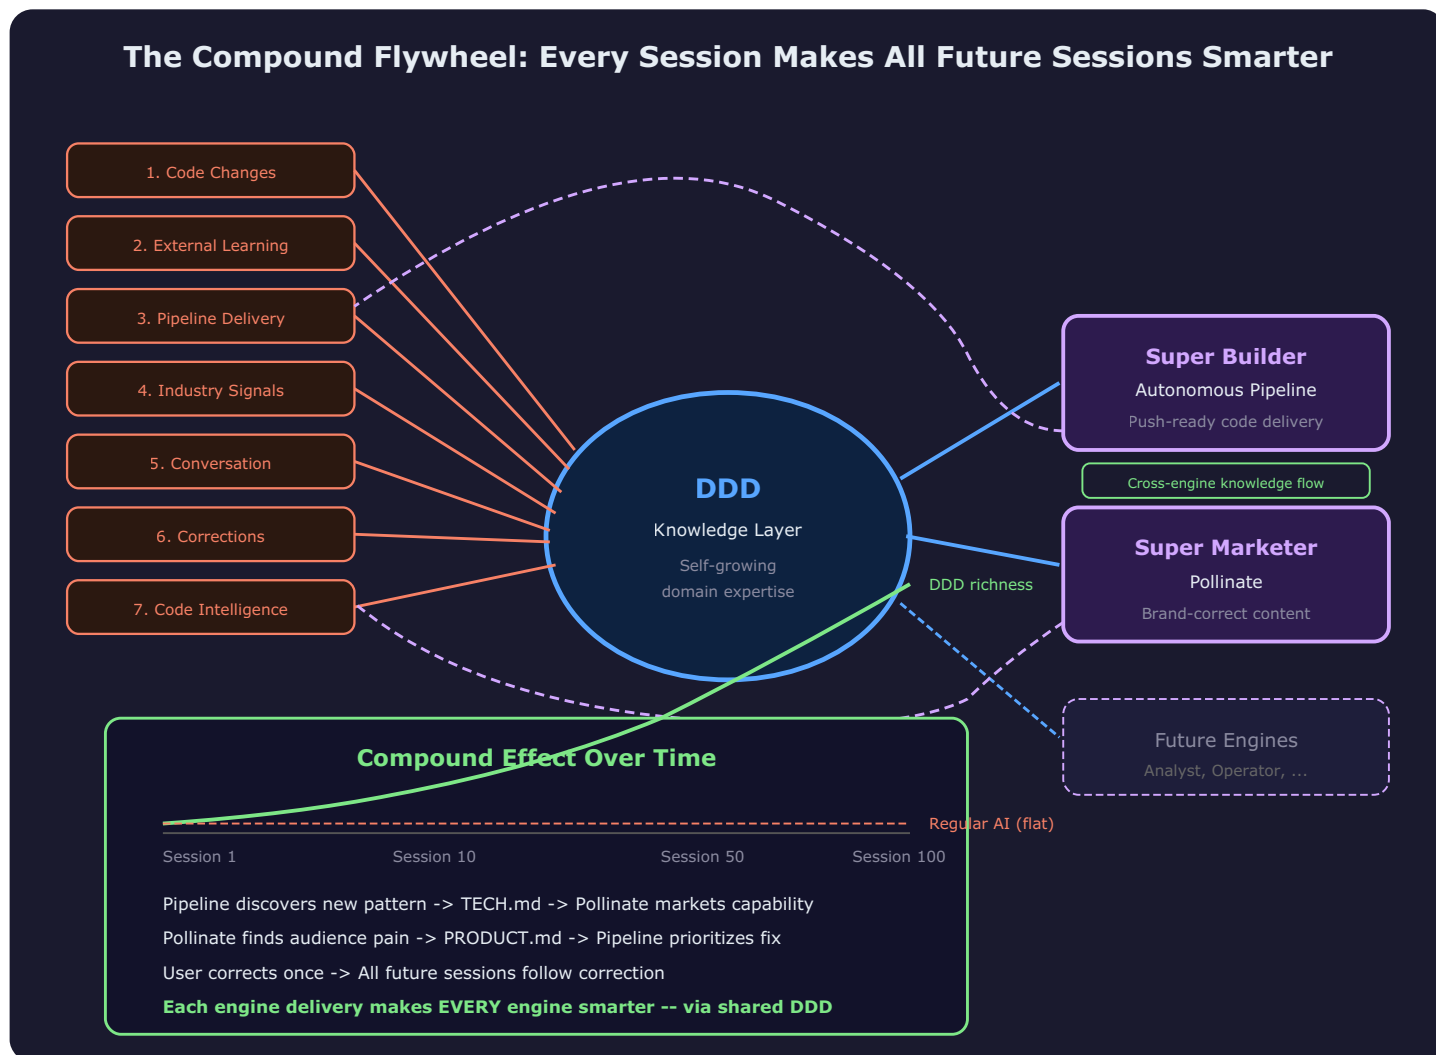 The Compound Flywheel: Every Session Makes All Future Sessions Smarter
1. Code Changes
2. External Learning
3. Pipeline Delivery
4. Industry Signals
5. Conversation
6. Corrections
7. Code Intelligence
DDD
Knowledge Layer
Self-growing
domain expertise
Super Builder
Autonomous Pipeline
Push-ready code delivery
Cross-engine knowledge flow
Super Marketer
Pollinate
Brand-correct content
Future Engines
Analyst, Operator, ...
DDD richness
Compound Effect Over Time
Regular AI (flat)
Session 1
Session 10
Session 50
Session 100
Pipeline discovers new pattern -> TECH.md -> Pollinate markets capability
Pollinate finds audience pain -> PRODUCT.md -> Pipeline prioritizes fix
User corrects once -> All future sessions follow correction
Each engine delivery makes EVERY engine smarter -- via shared DDD